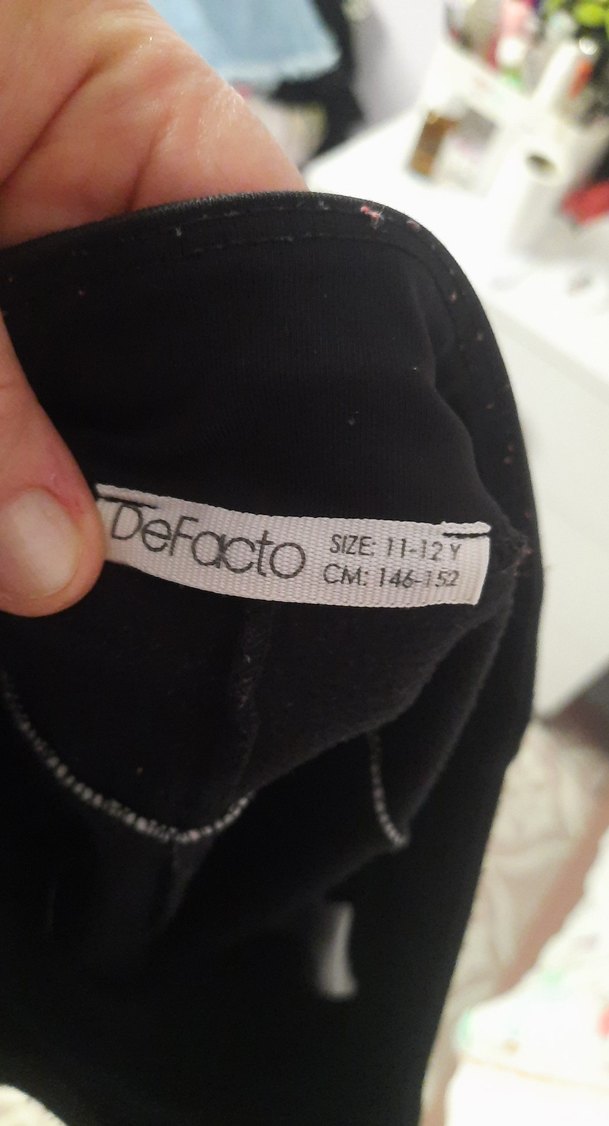 DeFacto
SIZE: 11-12 Y
CM: 146-152